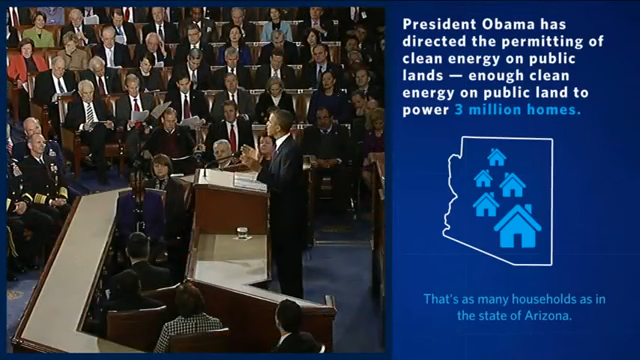 President Obama has
directed the permitting of
clean energy on public
lands — enough clean
energy on public land to
power 3 million homes.
That's as many households as in
the state of Arizona.